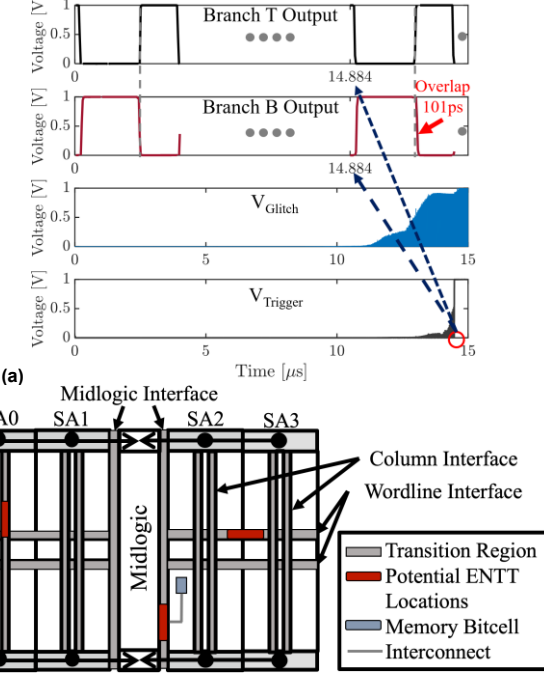 Voltage [V]
1
0.5
0
Branch T Output
0
14.884
Overlap
101ps
Voltage [V]
1
0.5
0
Branch B Output
0
14.884
Voltage [V]
1
0.5
0
V_Glitch
0
5
10
15
Voltage [V]
1
0.5
0
V_Trigger
0
5
10
15
Time [μs]
(a)
Midlogic Interface
A0
SA1
SA2
SA3
Column Interface
Wordline Interface
Midlogic
Transition Region
Potential ENTT
Locations
Memory Bitcell
Interconnect